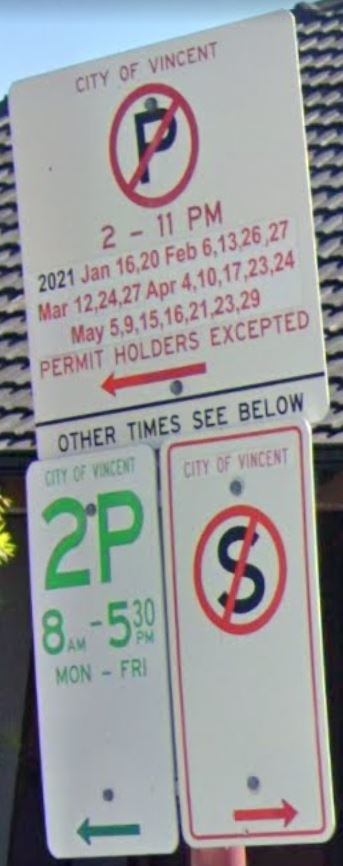 CITY OF VINCENT
P
2 - 11 PM
2021 Jan 16,20 Feb 6,13,26,27
Mar 12,24,27 Apr 4,10,17,23,24
May 5,9,15,16,21,23,29
PERMIT HOLDERS EXCEPTED
OTHER TIMES SEE BELOW
CITY OF VINCENT
2P
8AM - 530PM
MON - FRI
CITY OF VINCENT
S